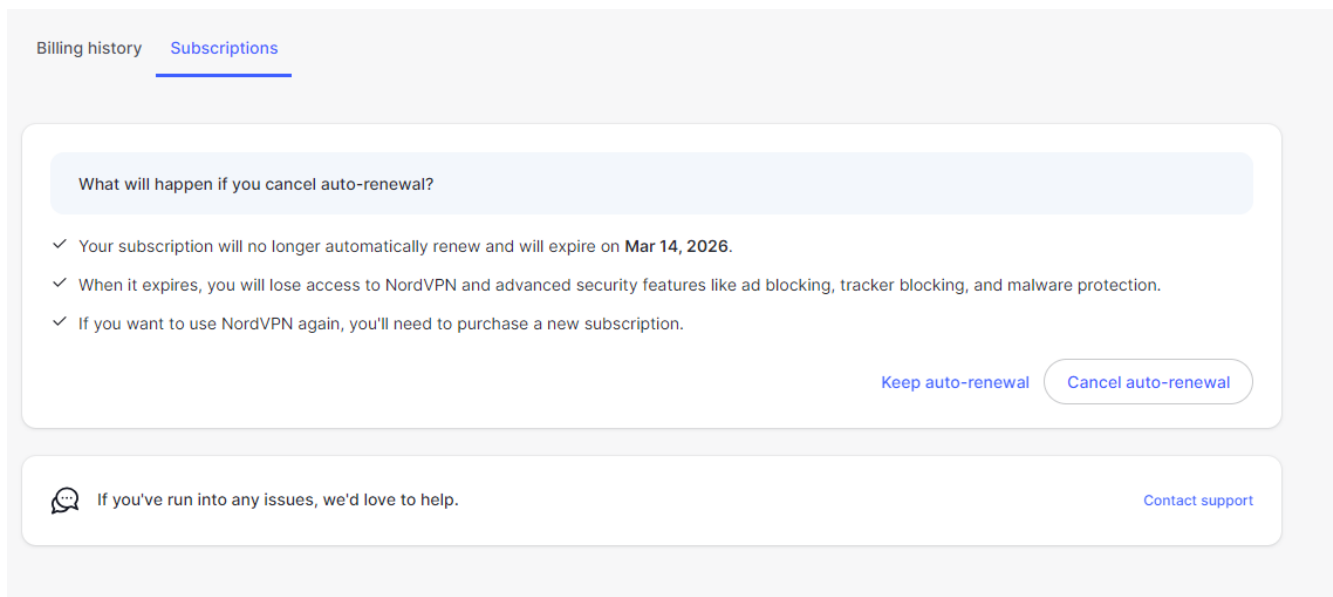 Billing history Subscriptions
What will happen if you cancel auto-renewal?
Your subscription will no longer automatically renew and will expire on Mar 14, 2026.
When it expires, you will lose access to NordVPN and advanced security features like ad blocking, tracker blocking, and malware protection.
If you want to use NordVPN again, you'll need to purchase a new subscription.
Keep auto-renewal Cancel auto-renewal
If you've run into any issues, we'd love to help. Contact support